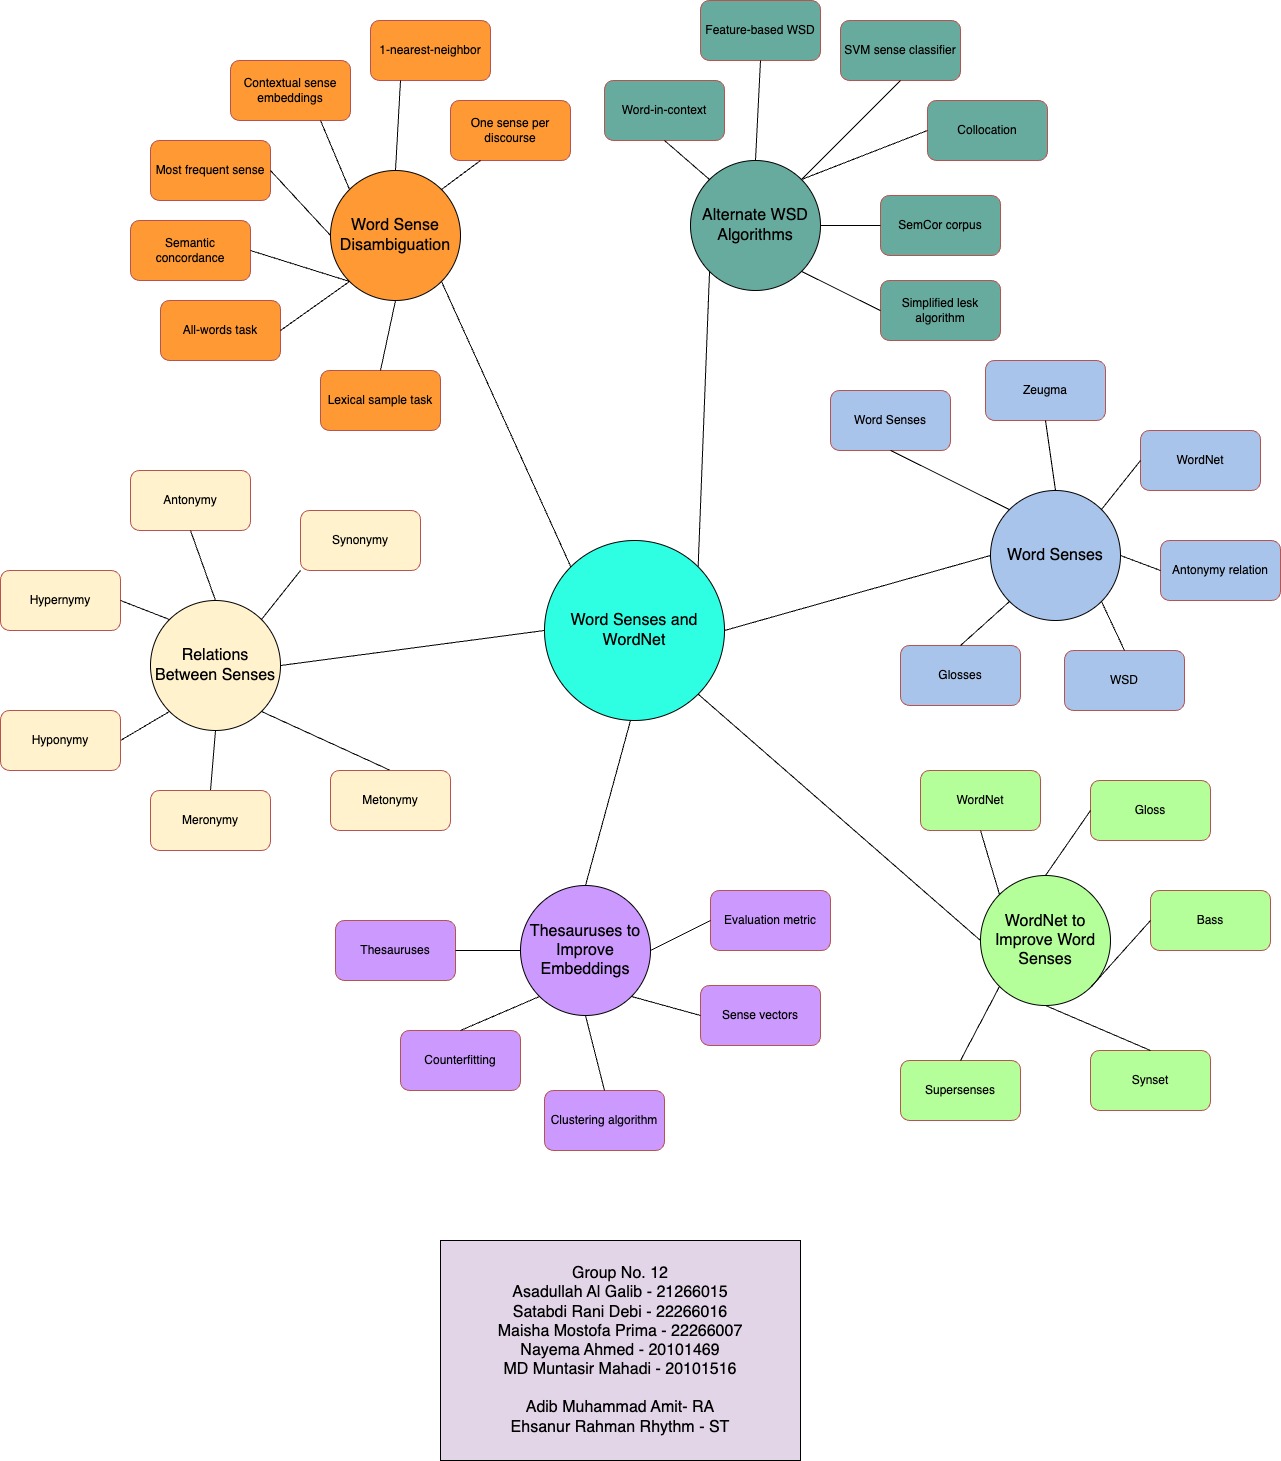 1-nearest-neighbor
Contextual sense
embeddings
One sense per
discourse
Most frequent sense
Word Sense
Disambiguation
Semantic
concordance
All-words task
Lexical sample task
Feature-based WSD
SVM sense classifier
Word-in-context
Collocation
Alternate WSD
Algorithms
SemCor corpus
Simplified lesk
algorithm
Word Senses
Zeugma
WordNet
Word Senses
Antonymy relation
Glosses
WSD
Antonymy
Synonymy
Hypernymy
Relations
Between Senses
Hyponymy
Meronymy
Metonymy
Word Senses and
WordNet
WordNet
Gloss
Bass
WordNet to
Improve Word
Senses
Supersenses
Synset
Thesauruses to
Improve
Embeddings
Thesauruses
Evaluation metric
Sense vectors
Counterfitting
Clustering algorithm
Group No. 12
Asadullah Al Galib - 21266015
Satabdi Rani Debi - 22266016
Maisha Mostofa Prima - 22266007
Nayema Ahmed - 20101469
MD Muntasir Mahadi - 20101516
Adib Muhammad Amit- RA
Ehsanur Rahman Rhythm - ST